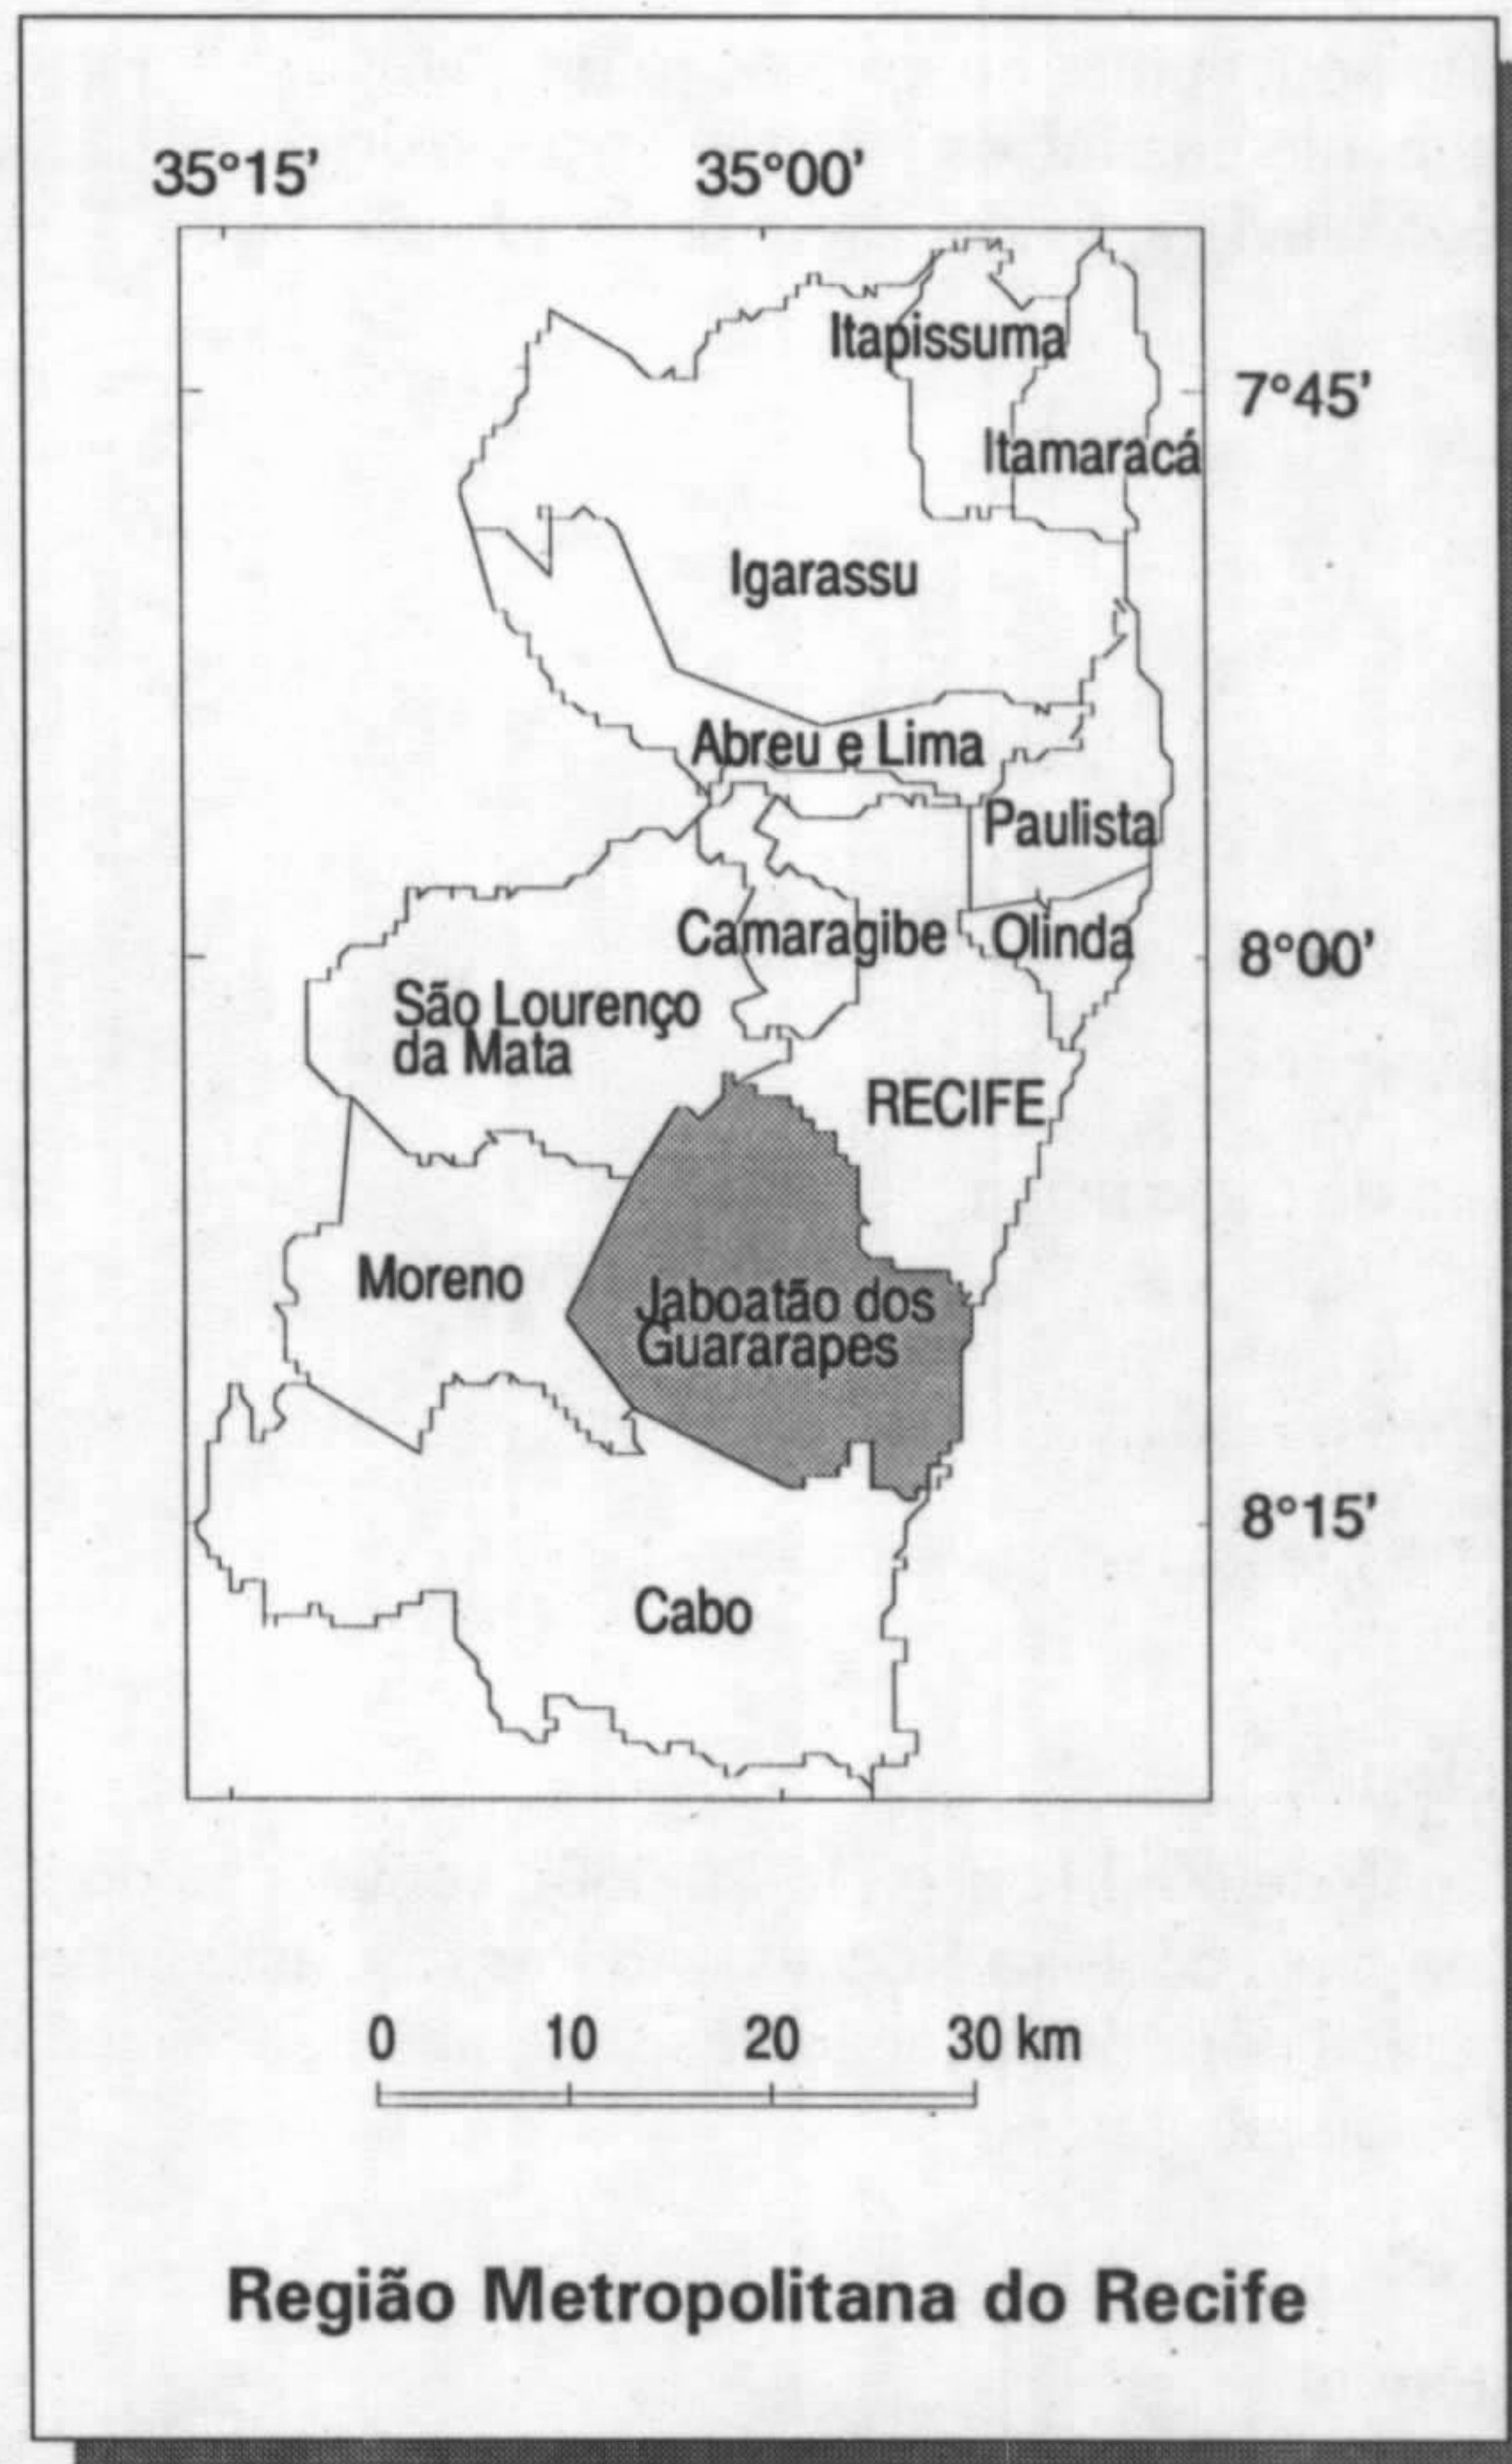 35°15' 35°00'
Itapissuma
7°45'
Itamaracá
Igarassu
Abreu e Lima
Paulista
Camaragibe
Olinda
8°00'
São Lourenço
da Mata
RECIFE
Moreno
Jaboatão dos
Guararapes
8°15'
Cabo
0 10 20 30 km
Região Metropolitana do Recife